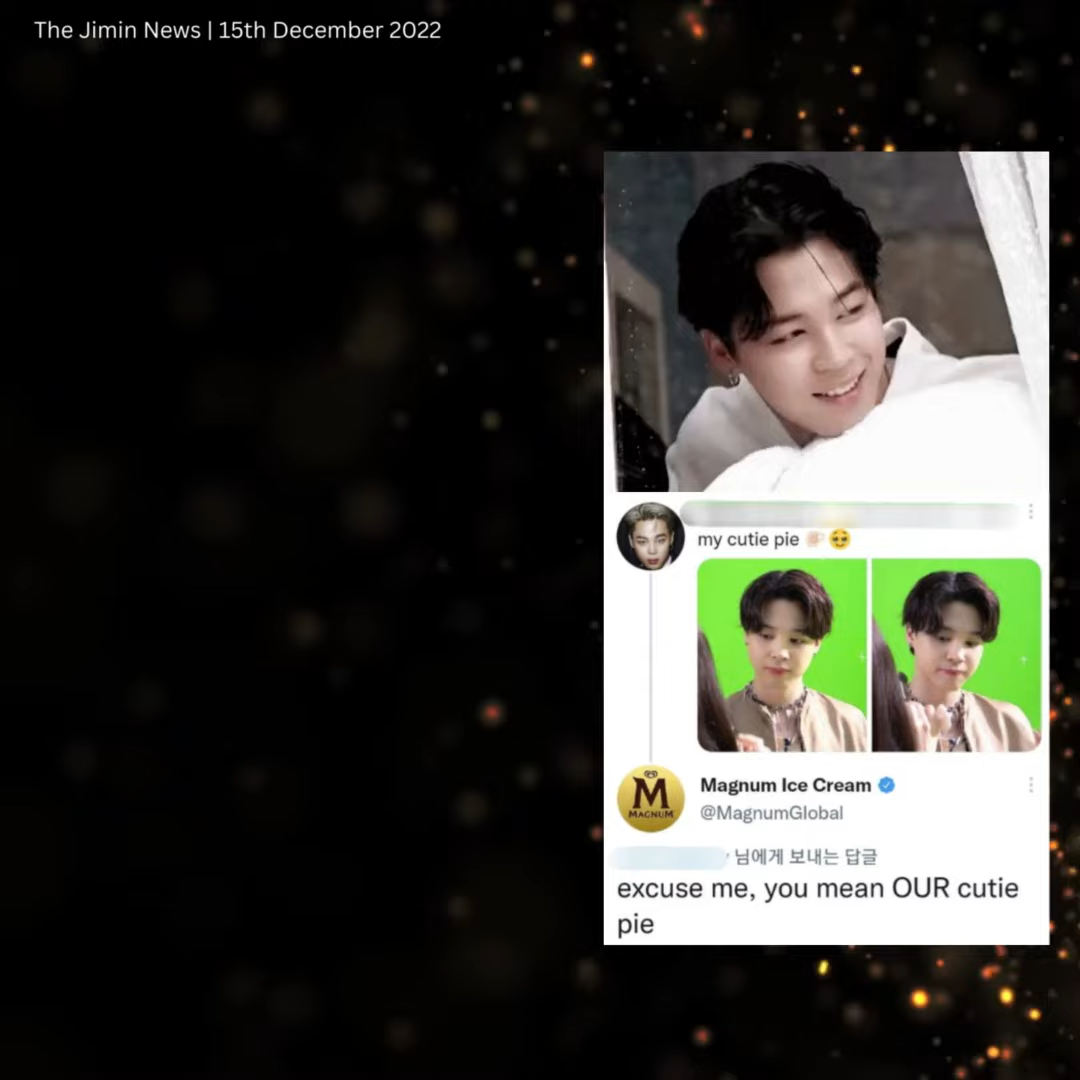 The Jimin News | 15th December 2022
my cutie pie
M
MAGNUM
Magnum Ice Cream
@MagnumGlobal
님에게 보내는 답글
excuse me, you mean OUR cutie
pie